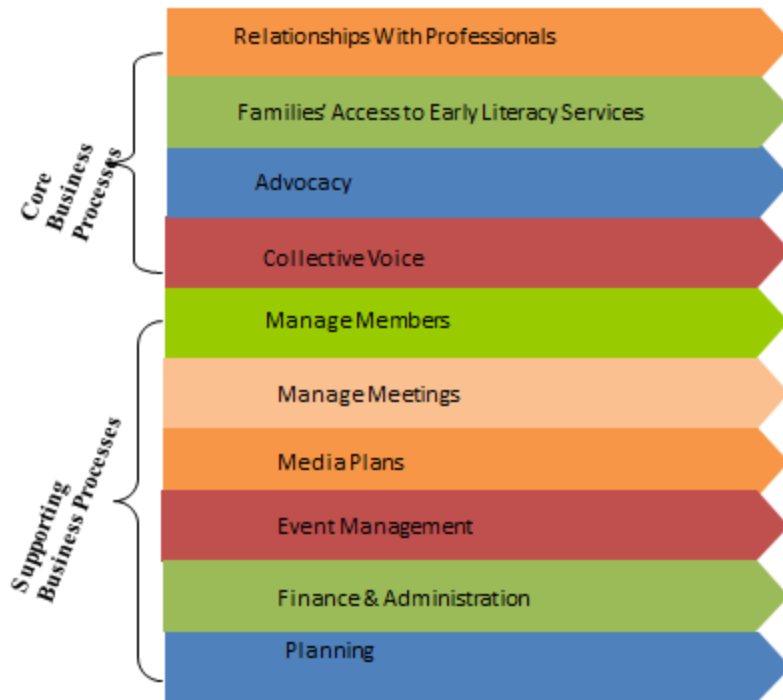 Relationships With Professionals
Families' Access to Early Literacy Services
Advocacy
Collective Voice
Manage Members
Manage Meetings
Media Plans
Event Management
Finance & Administration
Planning
Core
Business
Processes
Supporting
Business Processes